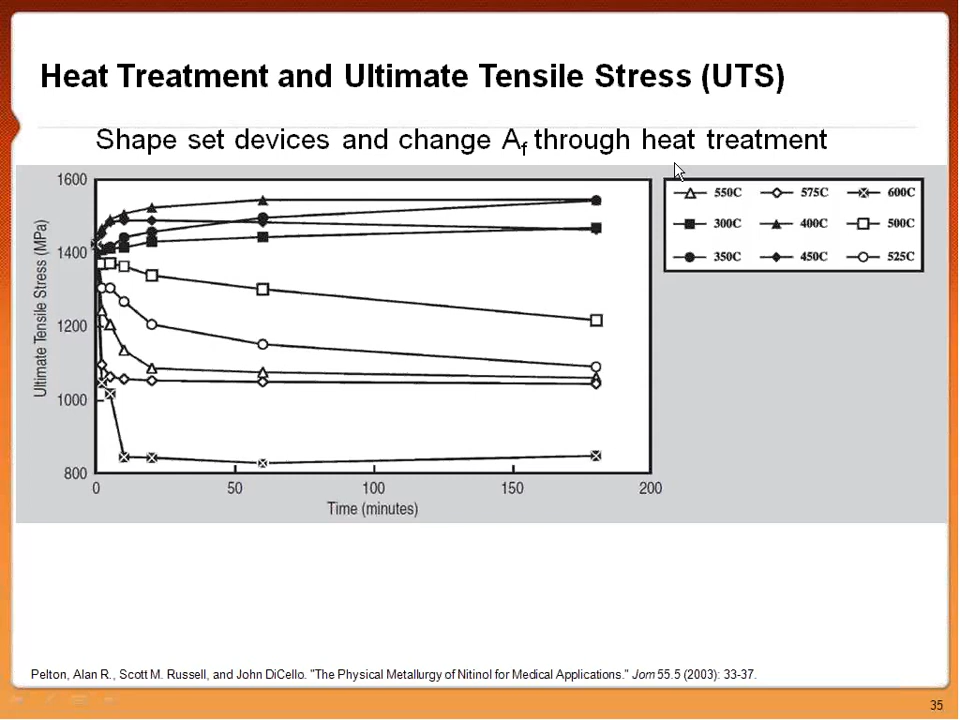 Heat Treatment and Ultimate Tensile Stress (UTS)
Shape set devices and change Af through heat treatment
Ultimate Tensile Stress (MPa)
1600
1400
1200
1000
800
0 50 100 150 200
Time (minutes)
550C 575C 600C
300C 400C 500C
350C 450C 525C
Pelton, Alan R., Scott M. Russell, and John DiCello. "The Physical Metallurgy of Nitinol for Medical Applications." Jom 55.5 (2003): 33-37.
35